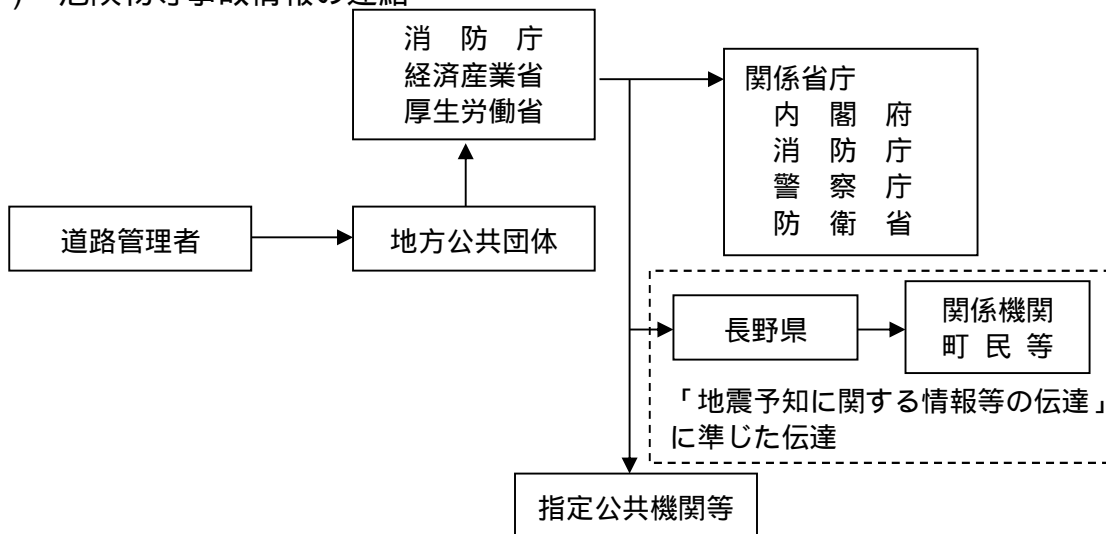 ) 危険物等事故情報の連絡
消 防 庁
経済産業省
厚生労働省
関係省庁
内 閣 府
消 防 庁
警 察 庁
防 衛 省
道路管理者
地方公共団体
長野県
関係機関
町 民 等
「地震予知に関する情報等の伝達」
に準じた伝達
指定公共機関等